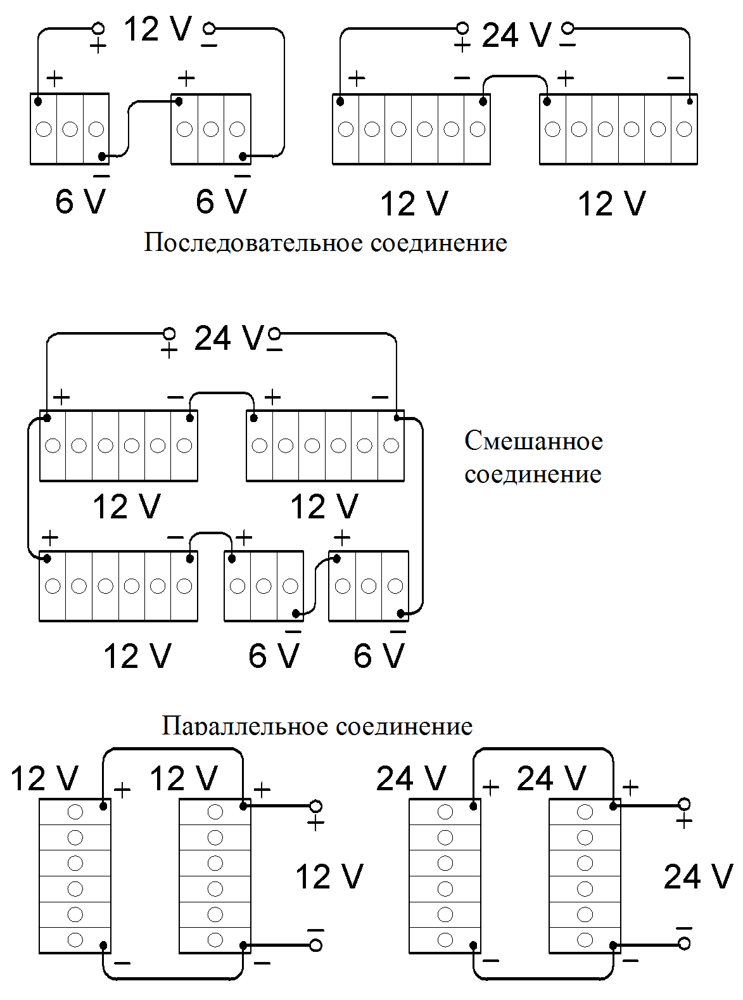 12 V 24 V
+ − + −
+ + + − + −
− −
6 V 6 V 12 V 12 V
Последовательное соединение
24 V
+ −
+ − + −
Смешанное
соединение
12 V 12 V
+ − + +
− −
12 V 6 V 6 V
Параллельное соединение
12 V 12 V 24 V 24 V
+ + + +
+ +
12 V 24 V
− −
− − − −